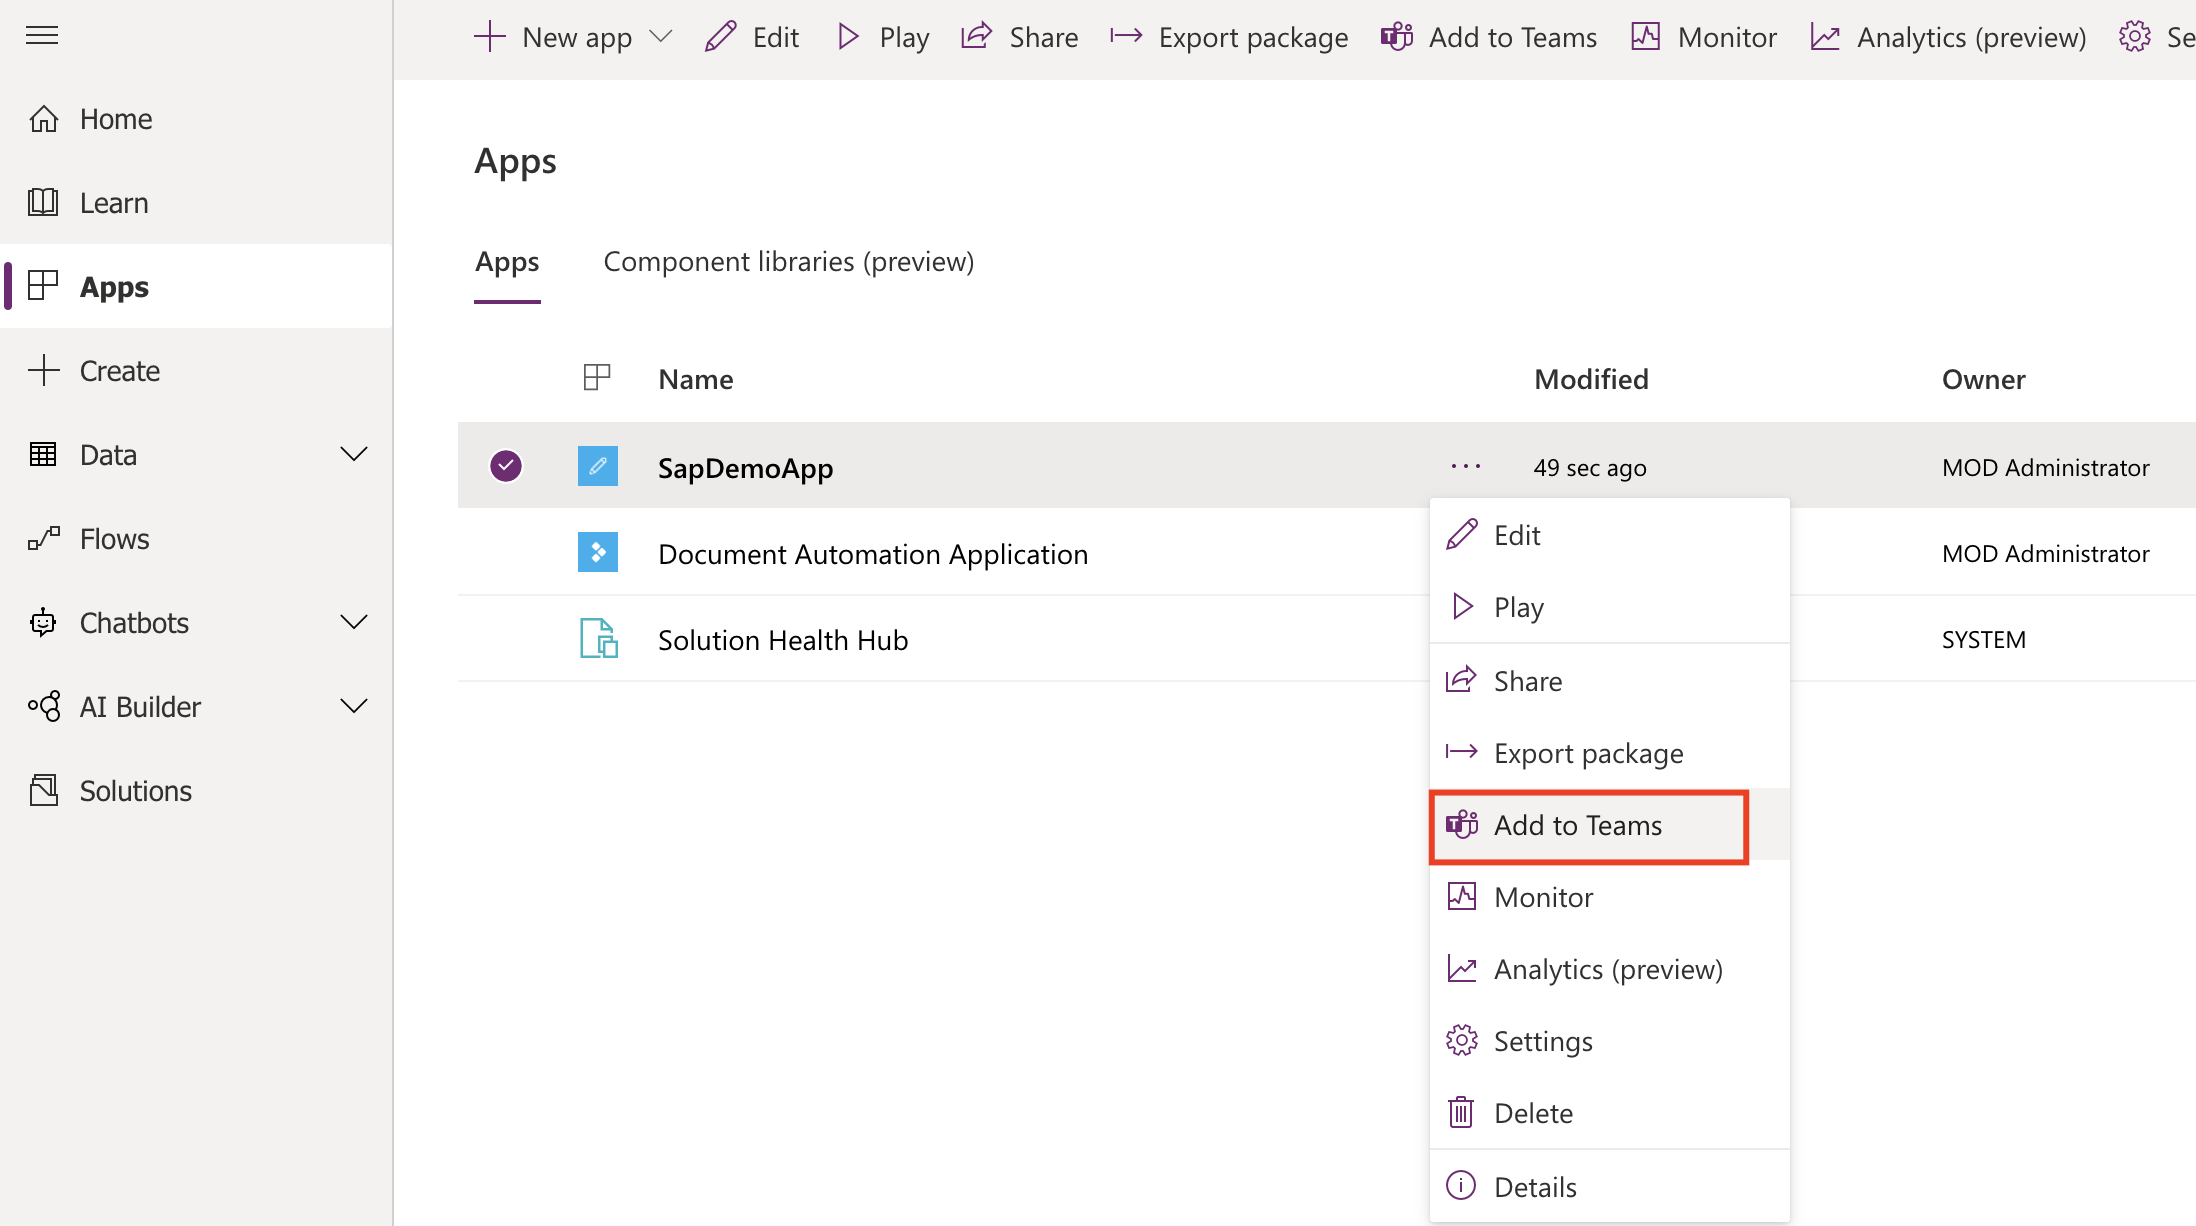 New app
Edit
Play
Share
Export package
Add to Teams
Monitor
Analytics (preview)
Se
Home
Learn
Apps
Create
Data
Flows
Chatbots
AI Builder
Solutions
Apps
Apps
Component libraries (preview)
Name
Modified
Owner
SapDemoApp
...
49 sec ago
MOD Administrator
Document Automation Application
MOD Administrator
Solution Health Hub
SYSTEM
Edit
Play
Share
Export package
Add to Teams
Monitor
Analytics (preview)
Settings
Delete
Details